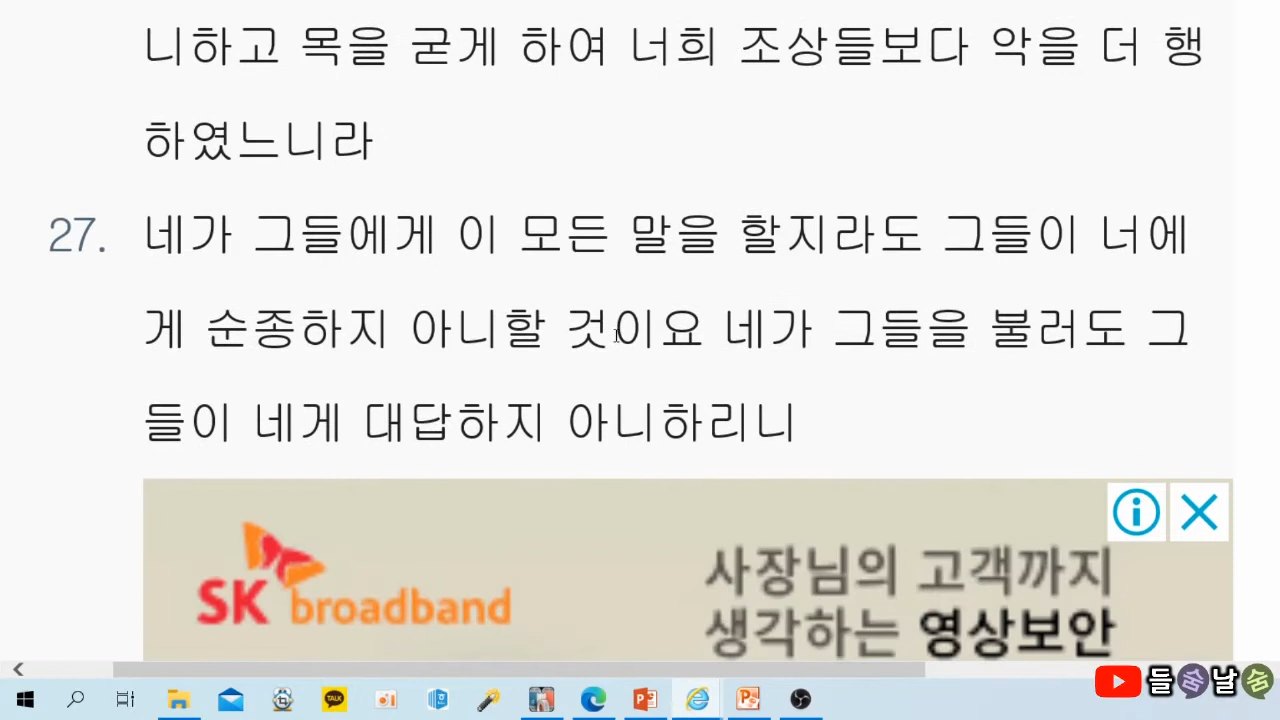 니하고 목을 굳게 하여 너희 조상들보다 악을 더 행
하였느니라
27. 네가 그들에게 이 모든 말을 할지라도 그들이 너에
게 순종하지 아니할 것이요 네가 그들을 불러도 그
들이 네게 대답하지 아니하리니
SK broadband
사장님의 고객까지
생각하는 영상보안
TALK
들숨날숨